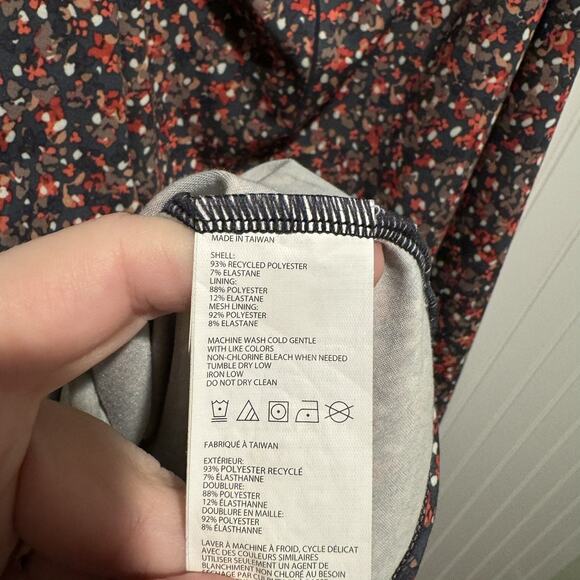 MADE IN TAIWAN
SHELL:
93% RECYCLED POLYESTER
7% ELASTANE
LINING:
88% POLYESTER
12% ELASTANE
MESH LINING:
92% POLYESTER
8% ELASTANE
MACHINE WASH COLD GENTLE
WITH LIKE COLORS
NON-CHLORINE BLEACH WHEN NEEDED
TUMBLE DRY LOW
IRON LOW
DO NOT DRY CLEAN
FABRIQUÉ À TAIWAN
EXTÉRIEUR:
93% POLYESTER RECYCLÉ
7% ÉLASTHANNE
DOUBLURE:
88% POLYESTER
12% ÉLASTHANNE
DOUBLURE EN MAILLE:
92% POLYESTER
8% ÉLASTHANNE
LAVER À MACHINE À FROID, CYCLE DÉLICAT
AVEC DES COULEURS SIMILAIRES
UTILISER SEULEMENT UN AGENT DE
BLANCHIMENT NON CHLORÉ AU BESOIN
SÉCHAGE PAR